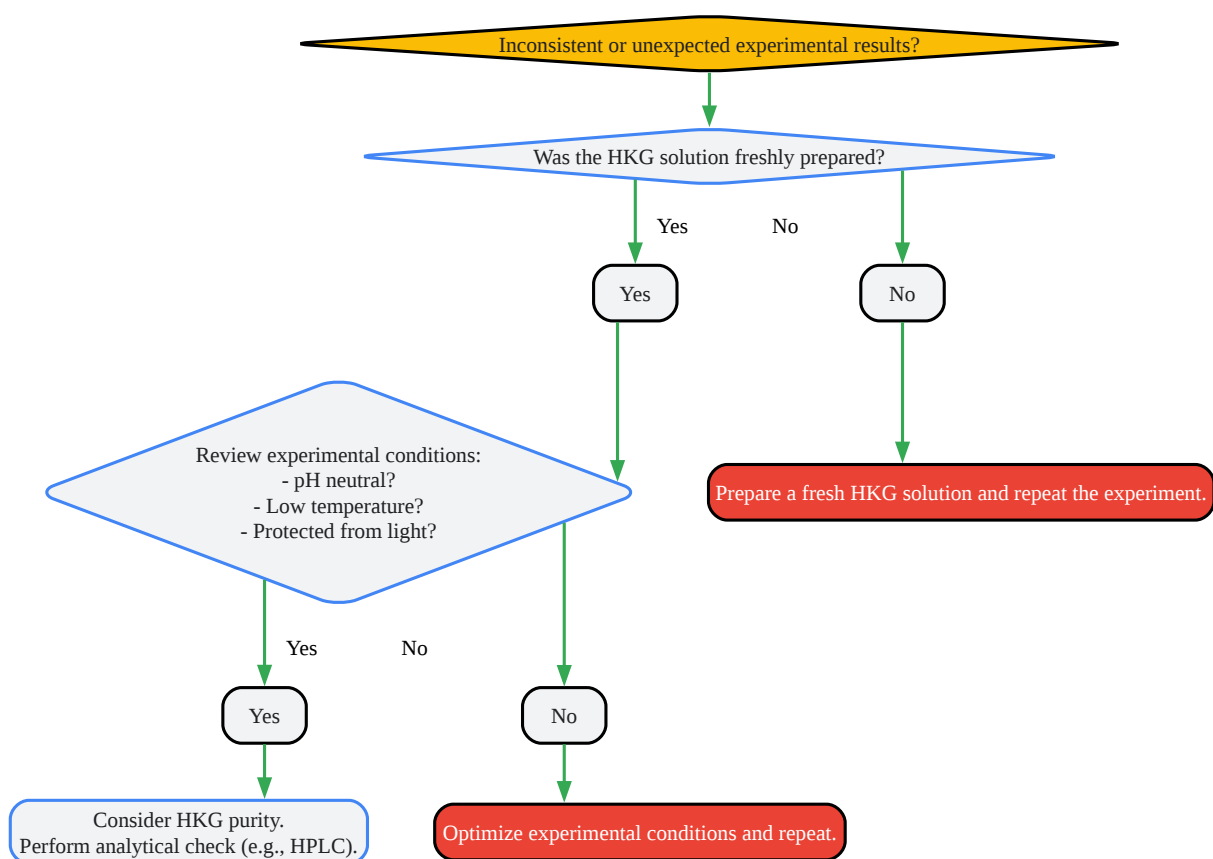 Inconsistent or unexpected experimental results?
Was the HKG solution freshly prepared?
Yes
No
Yes
No
Review experimental conditions:
- pH neutral?
- Low temperature?
- Protected from light?
Prepare a fresh HKG solution and repeat the experiment.
Yes
No
Yes
No
Consider HKG purity.
Perform analytical check (e.g., HPLC).
Optimize experimental conditions and repeat.